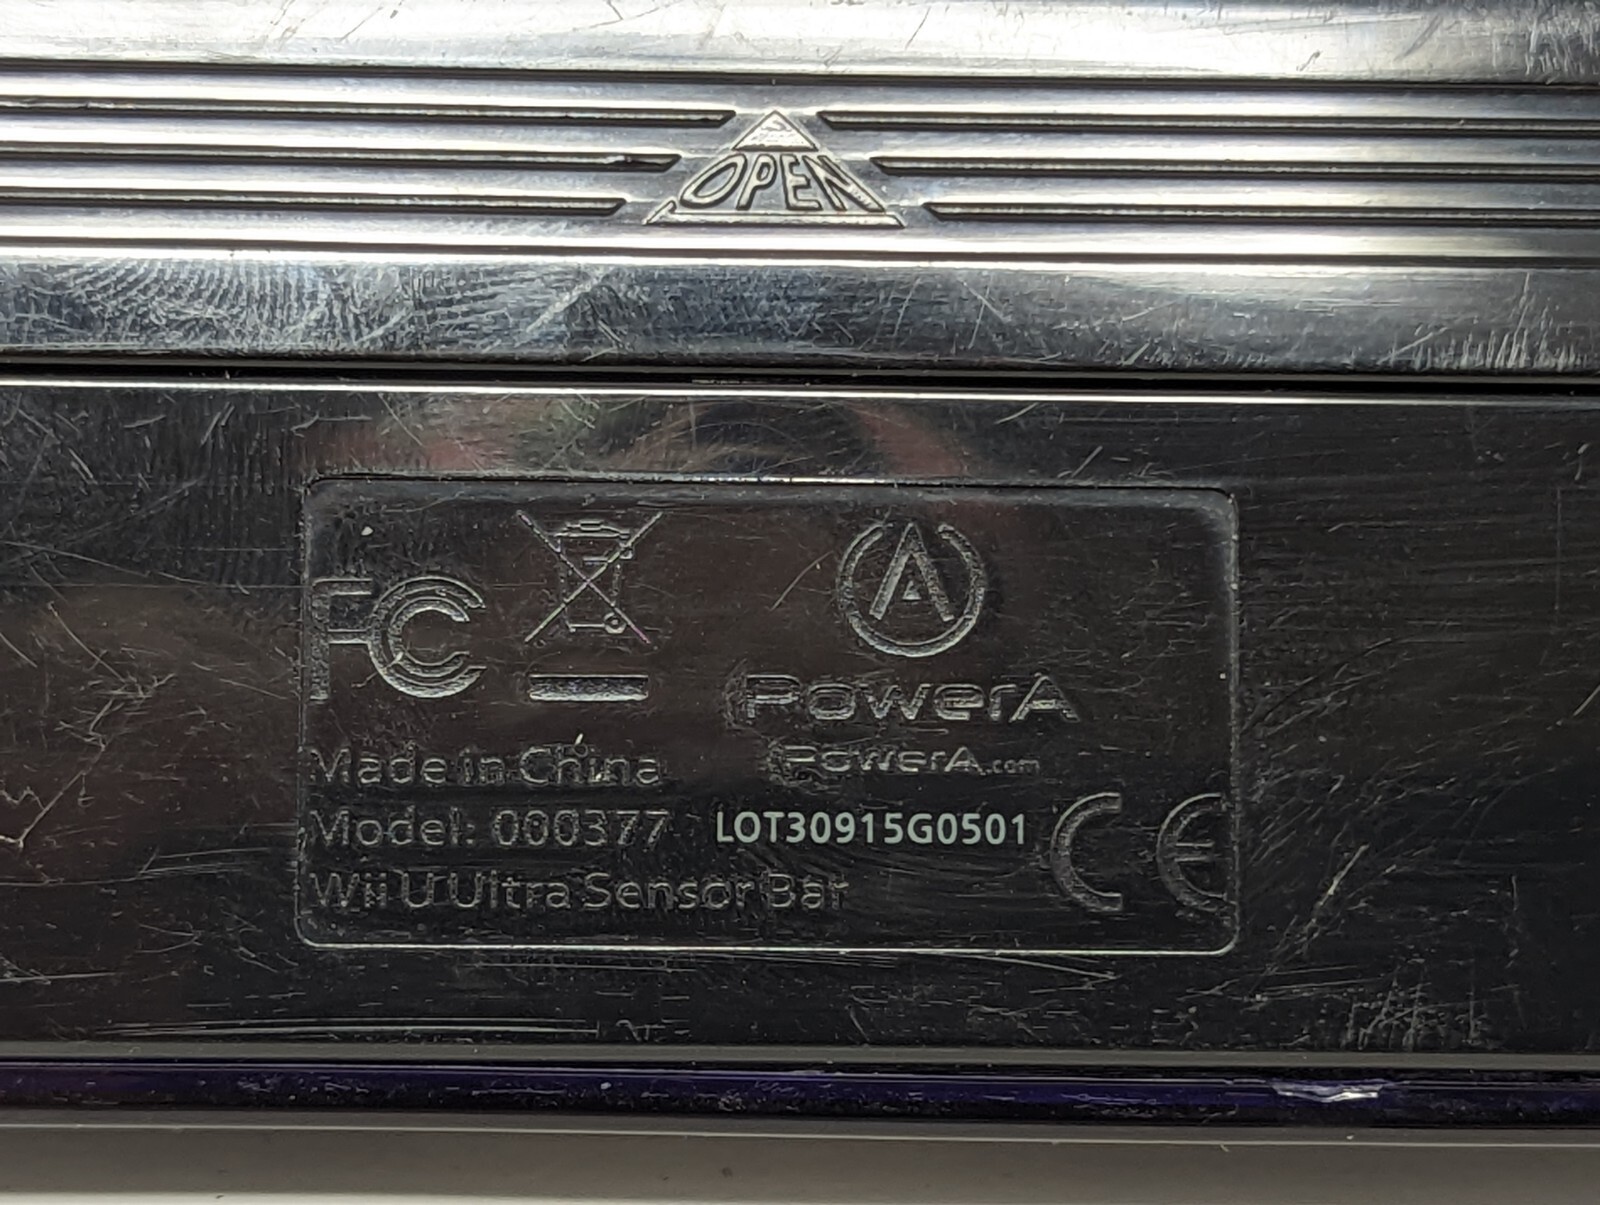 OPEN
FC
A
PowerA
Made in China
PowerA.com
Model: 000377
LOT30915G0501
CE
Wii U Ultra Sensor Bar